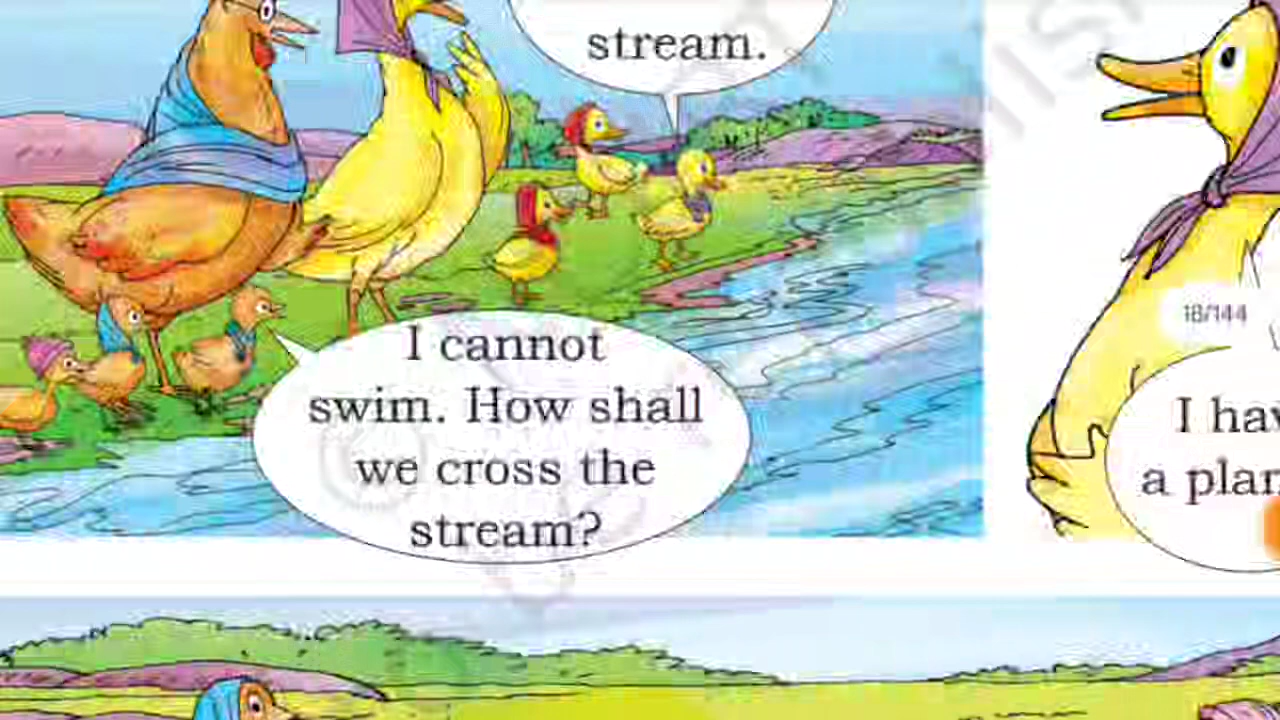 stream.
I cannot
swim. How shall
we cross the
stream?
18/144
I hav
a plan